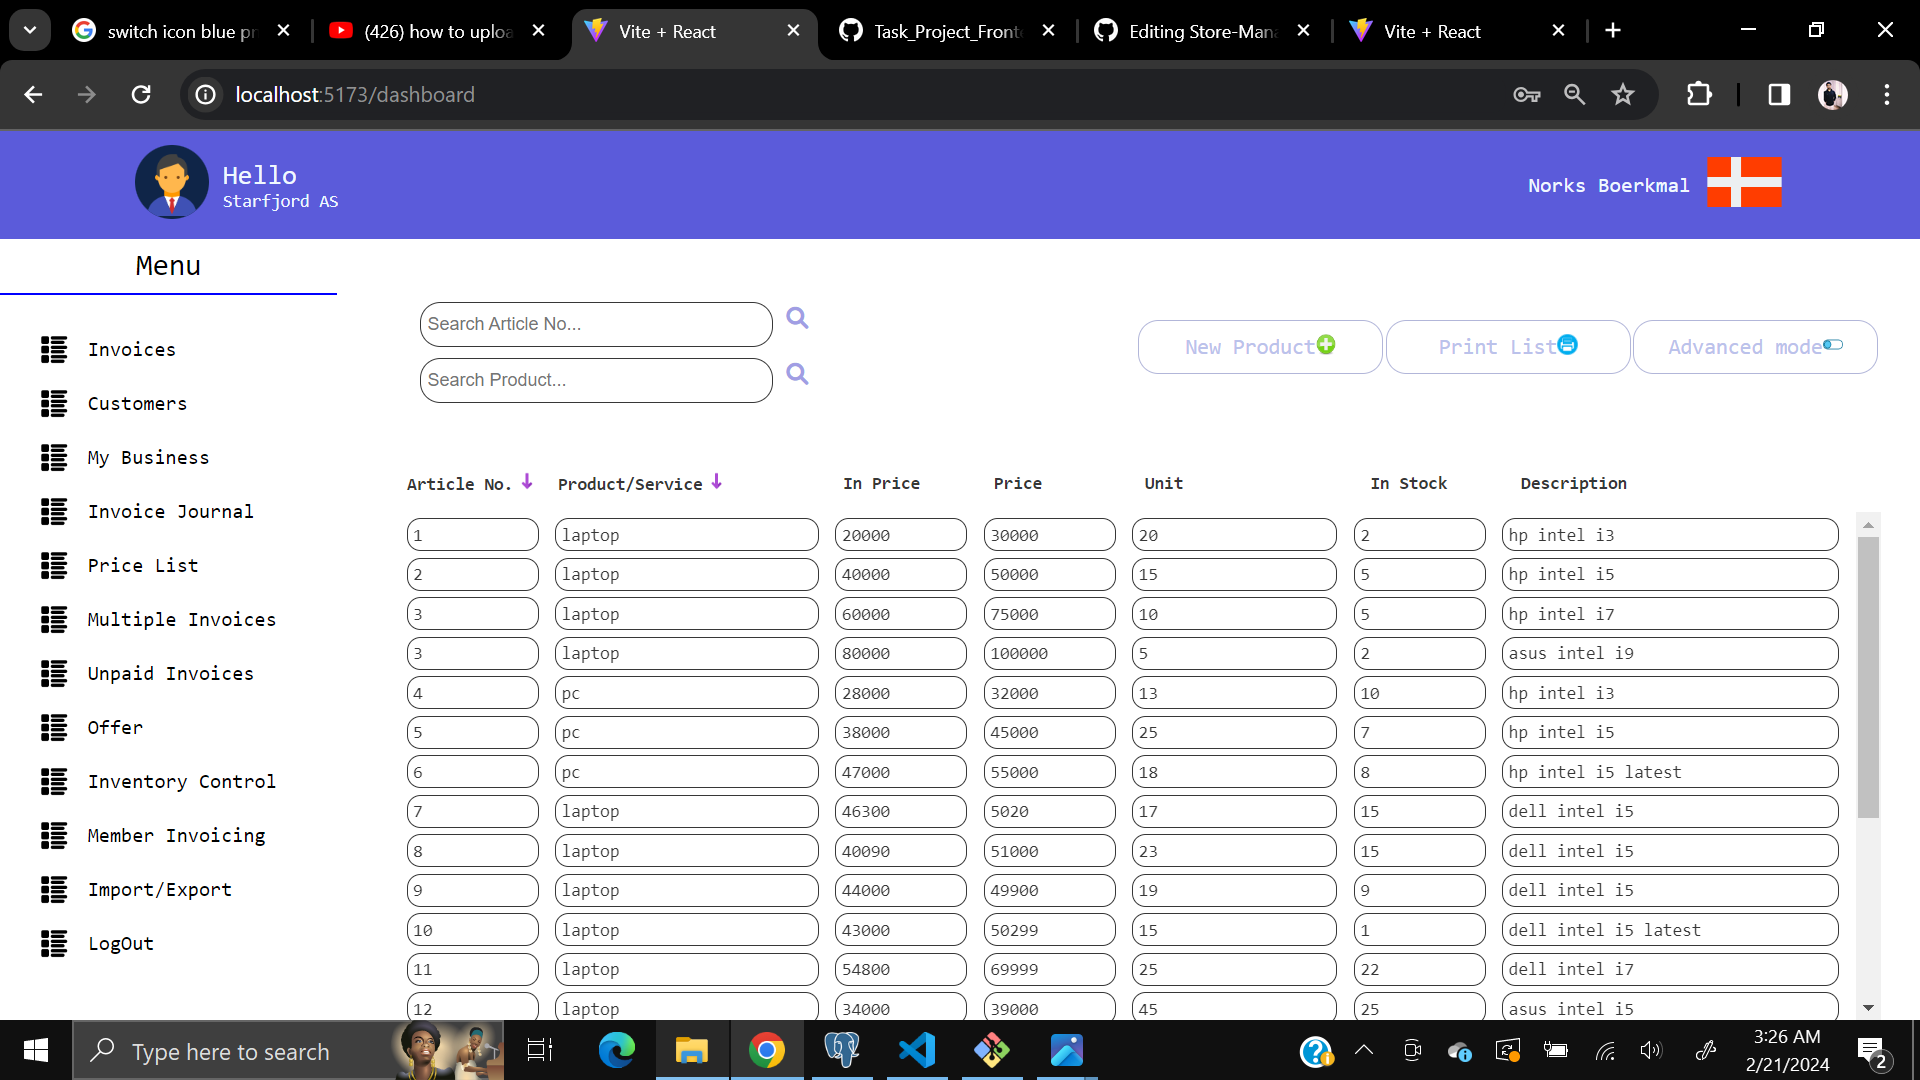 switch icon blue pr
(426) how to uploa
Vite + React
Task_Project_Fronte
Editing Store-Mana
Vite + React
localhost:5173/dashboard
Hello
Starfjord AS
Norks Boerkmal
Menu
Invoices
Customers
My Business
Invoice Journal
Price List
Multiple Invoices
Unpaid Invoices
Offer
Inventory Control
Member Invoicing
Import/Export
LogOut
Search Article No...
Search Product...
New Product
Print List
Advanced mode
Article No. Product/Service In Price Price Unit In Stock Description
1 laptop 20000 30000 20 2 hp intel i3
2 laptop 40000 50000 15 5 hp intel i5
3 laptop 60000 75000 10 5 hp intel i7
3 laptop 80000 100000 5 2 asus intel i9
4 pc 28000 32000 13 10 hp intel i3
5 pc 38000 45000 25 7 hp intel i5
6 pc 47000 55000 18 8 hp intel i5 latest
7 laptop 46300 5020 17 15 dell intel i5
8 laptop 40090 51000 23 15 dell intel i5
9 laptop 44000 49900 19 9 dell intel i5
10 laptop 43000 50299 15 1 dell intel i5 latest
11 laptop 54800 69999 25 22 dell intel i7
12 laptop 34000 39000 45 25 asus intel i5
Type here to search
3:26 AM
2/21/2024
2